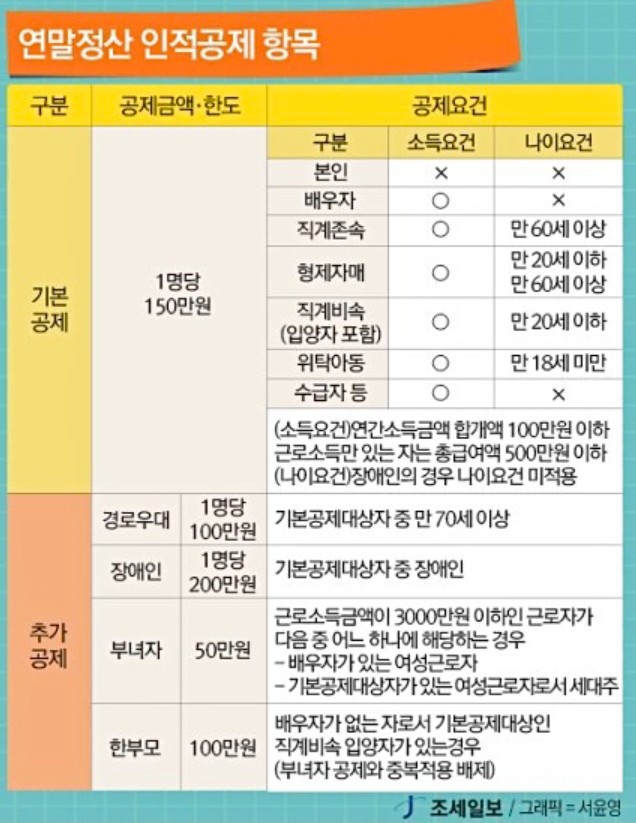 연말정산 인적공제 항목
구분 공제금액·한도 공제요건
구분 소득요건 나이요건
본인 × ×
배우자 ○ ×
직계존속 ○ 만 60세 이상
형제자매 ○ 만 20세 이하
만 60세 이상
직계비속
(입양자 포함) ○ 만 20세 이하
위탁아동 ○ 만 18세 미만
수급자 등 ○ ×
기본
공제
1명당
150만원
(소득요건)연간소득금액 합개액 100만원 이하
근로소득만 있는 자는 총급여액 500만원 이하
(나이요건)장애인의 경우 나이요건 미적용
추가
공제
경로우대
1명당
100만원
기본공제대상자 중 만 70세 이상
장애인
1명당
200만원
기본공제대상자 중 장애인
부녀자
50만원
근로소득금액이 3000만원 이하인 근로자가
다음 중 어느 하나에 해당하는 경우
- 배우자가 있는 여성근로자
- 기본공제대상자가 있는 여성근로자로서 세대주
한부모
100만원
배우자가 없는 자로서 기본공제대상인
직계비속 입양자가 있는경우
(부녀자 공제와 중복적용 배제)
조세일보 / 그래픽 = 서윤영